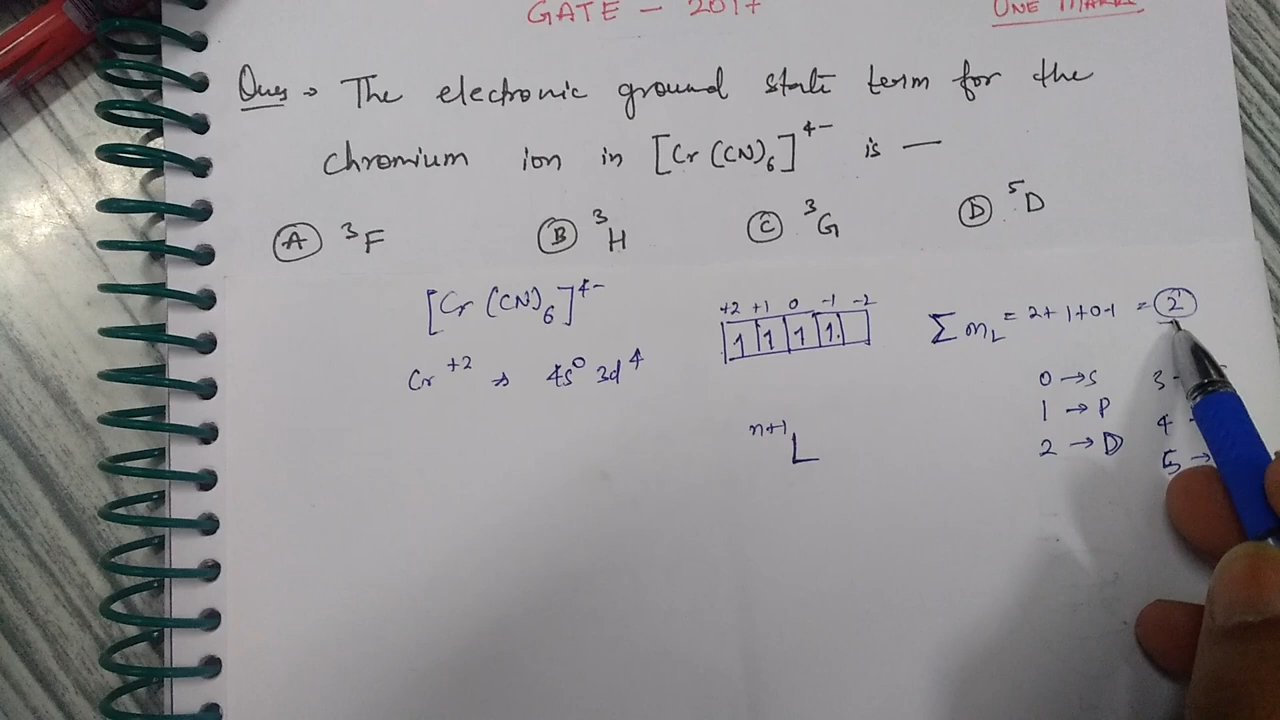 GATE - 2017
ONE MARK
Ques → The electronic ground state term for the
chromium ion in [Cr(CN)6]4- is —
(A) 3F (B) 3H (C) 3G (D) 5D
[Cr(CN)6]4-
Cr+2 → 4s0 3d4
+2 +1 0 -1 -2
1 1 1 1
∑mL = 2+1+0-1 = 2
n+1L
0 → S 3
1 → P 4
2 → D 5 →